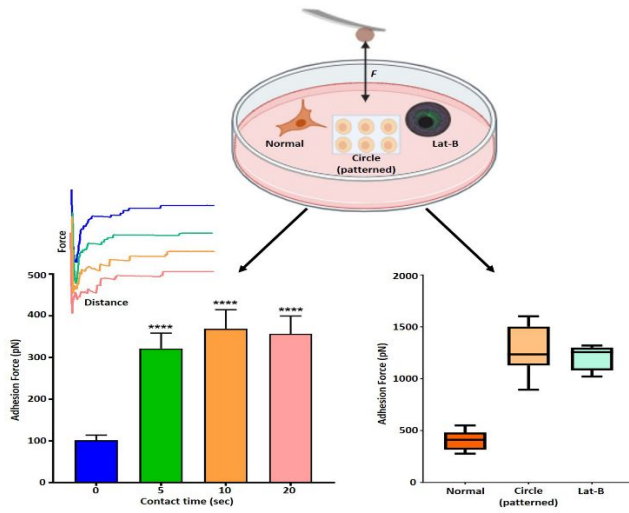 F
Normal
Circle
(patterned)
Lat-B
Force
Distance
Adhesion Force (pN)
500
400
300
200
100
0
****
****
****
0 5 10 20
Contact time (sec)
Adhesion Force (pN)
2000
1500
1000
500
0
Normal Circle Lat-B
(patterned)